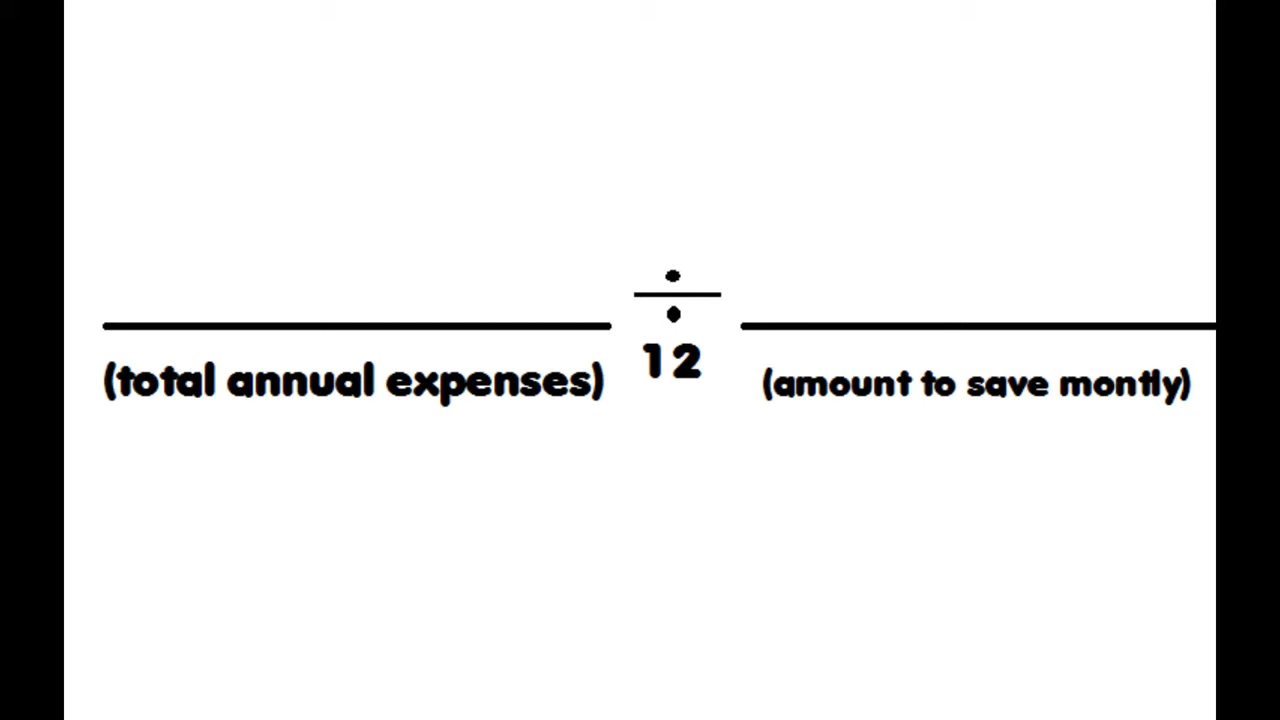 ÷
12
(total annual expenses)
(amount to save montly)